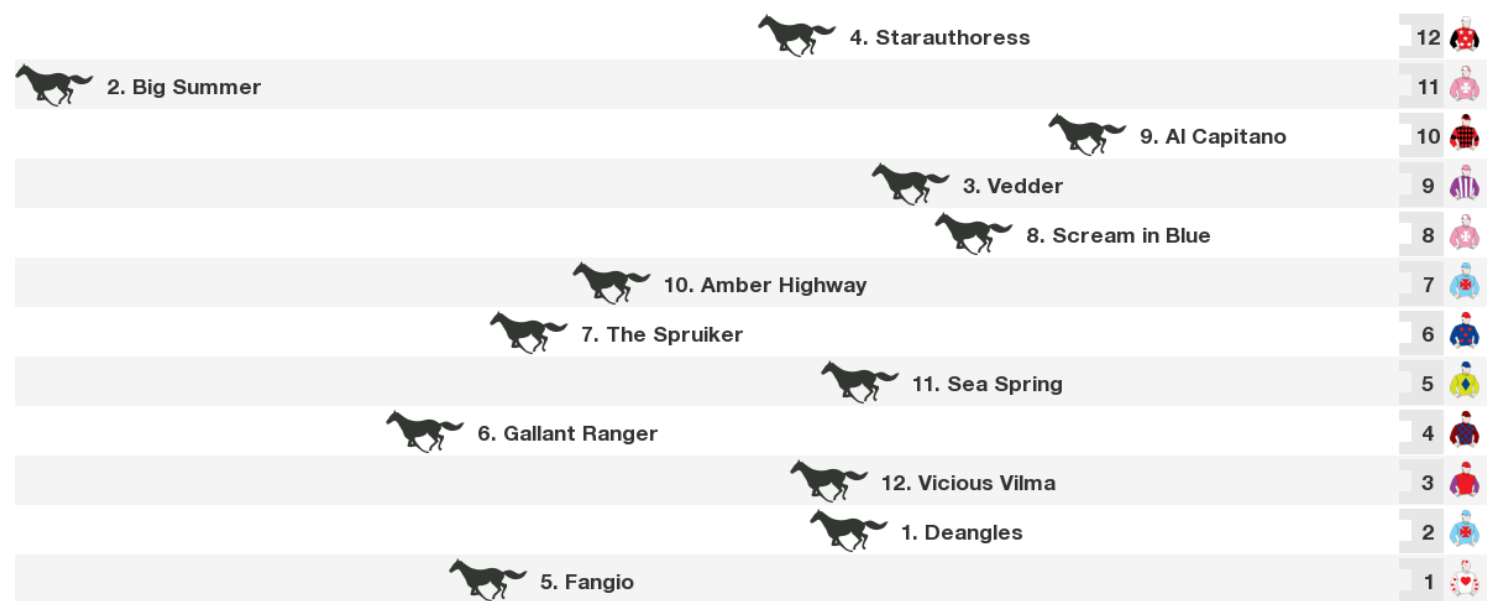 4. Starauthoress 12
2. Big Summer 11
9. Al Capitano 10
3. Vedder 9
8. Scream in Blue 8
10. Amber Highway 7
7. The Spruiker 6
11. Sea Spring 5
6. Gallant Ranger 4
12. Vicious Vilma 3
1. Deangles 2
5. Fangio 1